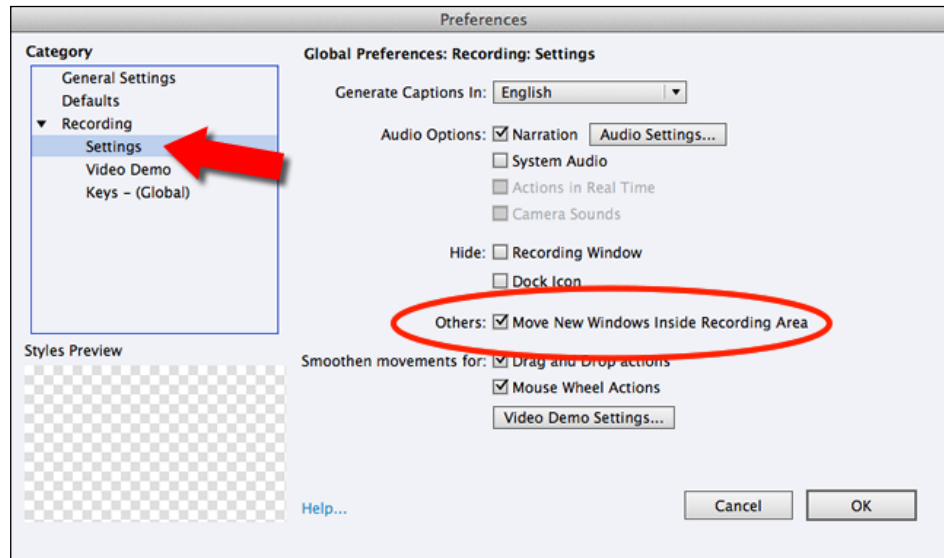 Preferences
Category
General Settings
Defaults
Recording
Settings
Video Demo
Keys – (Global)
Styles Preview
Global Preferences: Recording: Settings
Generate Captions In: English
Audio Options: Narration Audio Settings...
System Audio
Actions in Real Time
Camera Sounds
Hide: Recording Window
Dock Icon
Others: Move New Windows Inside Recording Area
Smoothen movements for: Drag and Drop actions
Mouse Wheel Actions
Video Demo Settings...
Help... Cancel OK